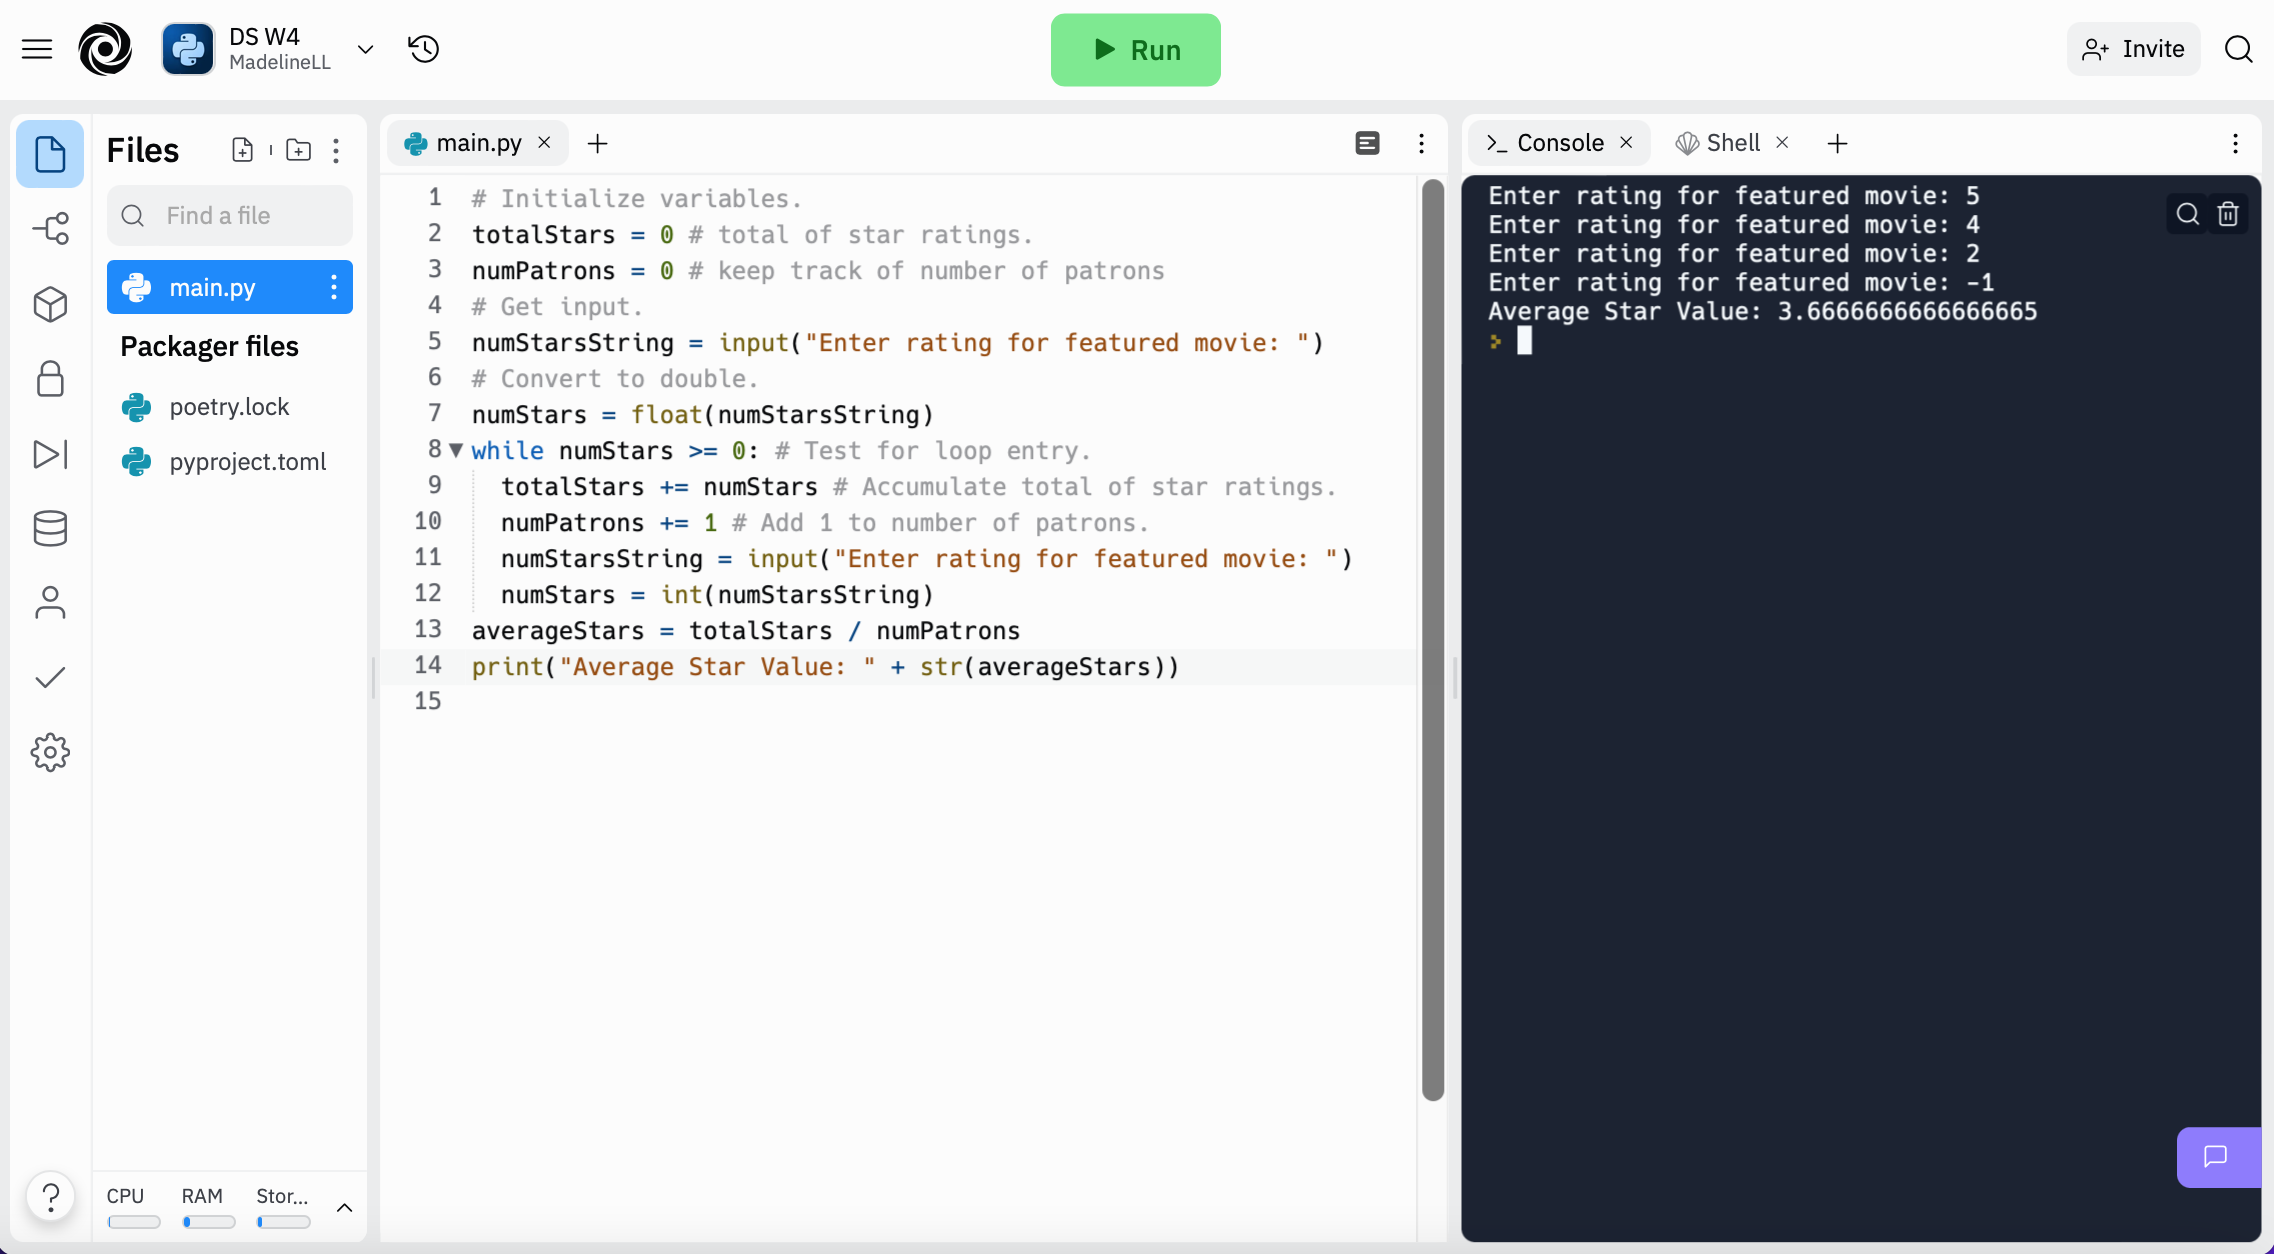 DS W4
MadelineLL
Run
Invite
Files
Find a file
main.py
Packager files
poetry.lock
pyproject.toml
CPU RAM Stor...
?
main.py
1 # Initialize variables.
2 totalStars = 0 # total of star ratings.
3 numPatrons = 0 # keep track of number of patrons
4 # Get input.
5 numStarsString = input("Enter rating for featured movie: ")
6 # Convert to double.
7 numStars = float(numStarsString)
8 while numStars >= 0: # Test for loop entry.
9   totalStars += numStars # Accumulate total of star ratings.
10   numPatrons += 1 # Add 1 to number of patrons.
11   numStarsString = input("Enter rating for featured movie: ")
12   numStars = int(numStarsString)
13 averageStars = totalStars / numPatrons
14 print("Average Star Value: " + str(averageStars))
15
Console Shell
Enter rating for featured movie: 5
Enter rating for featured movie: 4
Enter rating for featured movie: 2
Enter rating for featured movie: -1
Average Star Value: 3.6666666666666665